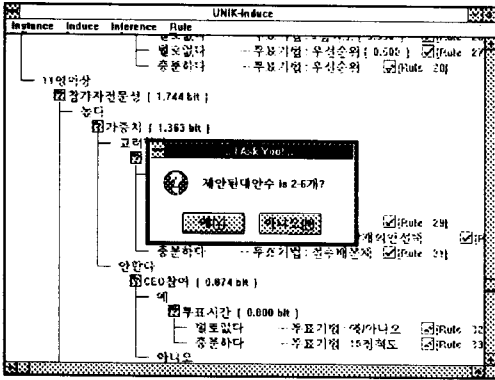 UNIK-Induce
Instance Induce Inference Rule
별로없다 --투표기법: 우선순위 { 0.500 } [Rule 27
충분하다 --투표기법: 우선순위 [Rule 20]
11인이상
참가자전문성 { 1.744 bit }
높다
가중치 { 1.363 bit }
고려
I Ask You!
제안된대안수 is 2-6개?
예
아니오
[Rule 29]
충분하다 --투표기법: 점수배분제 [Rule 31]
안한다
CEO참여 { 0.874 bit }
예
투표시간 { 0.800 bit }
별로없다 --투표기법: 예/아니오 [Rule 32
충분하다 --투표기법: 15점척도 [Rule 33
아니오